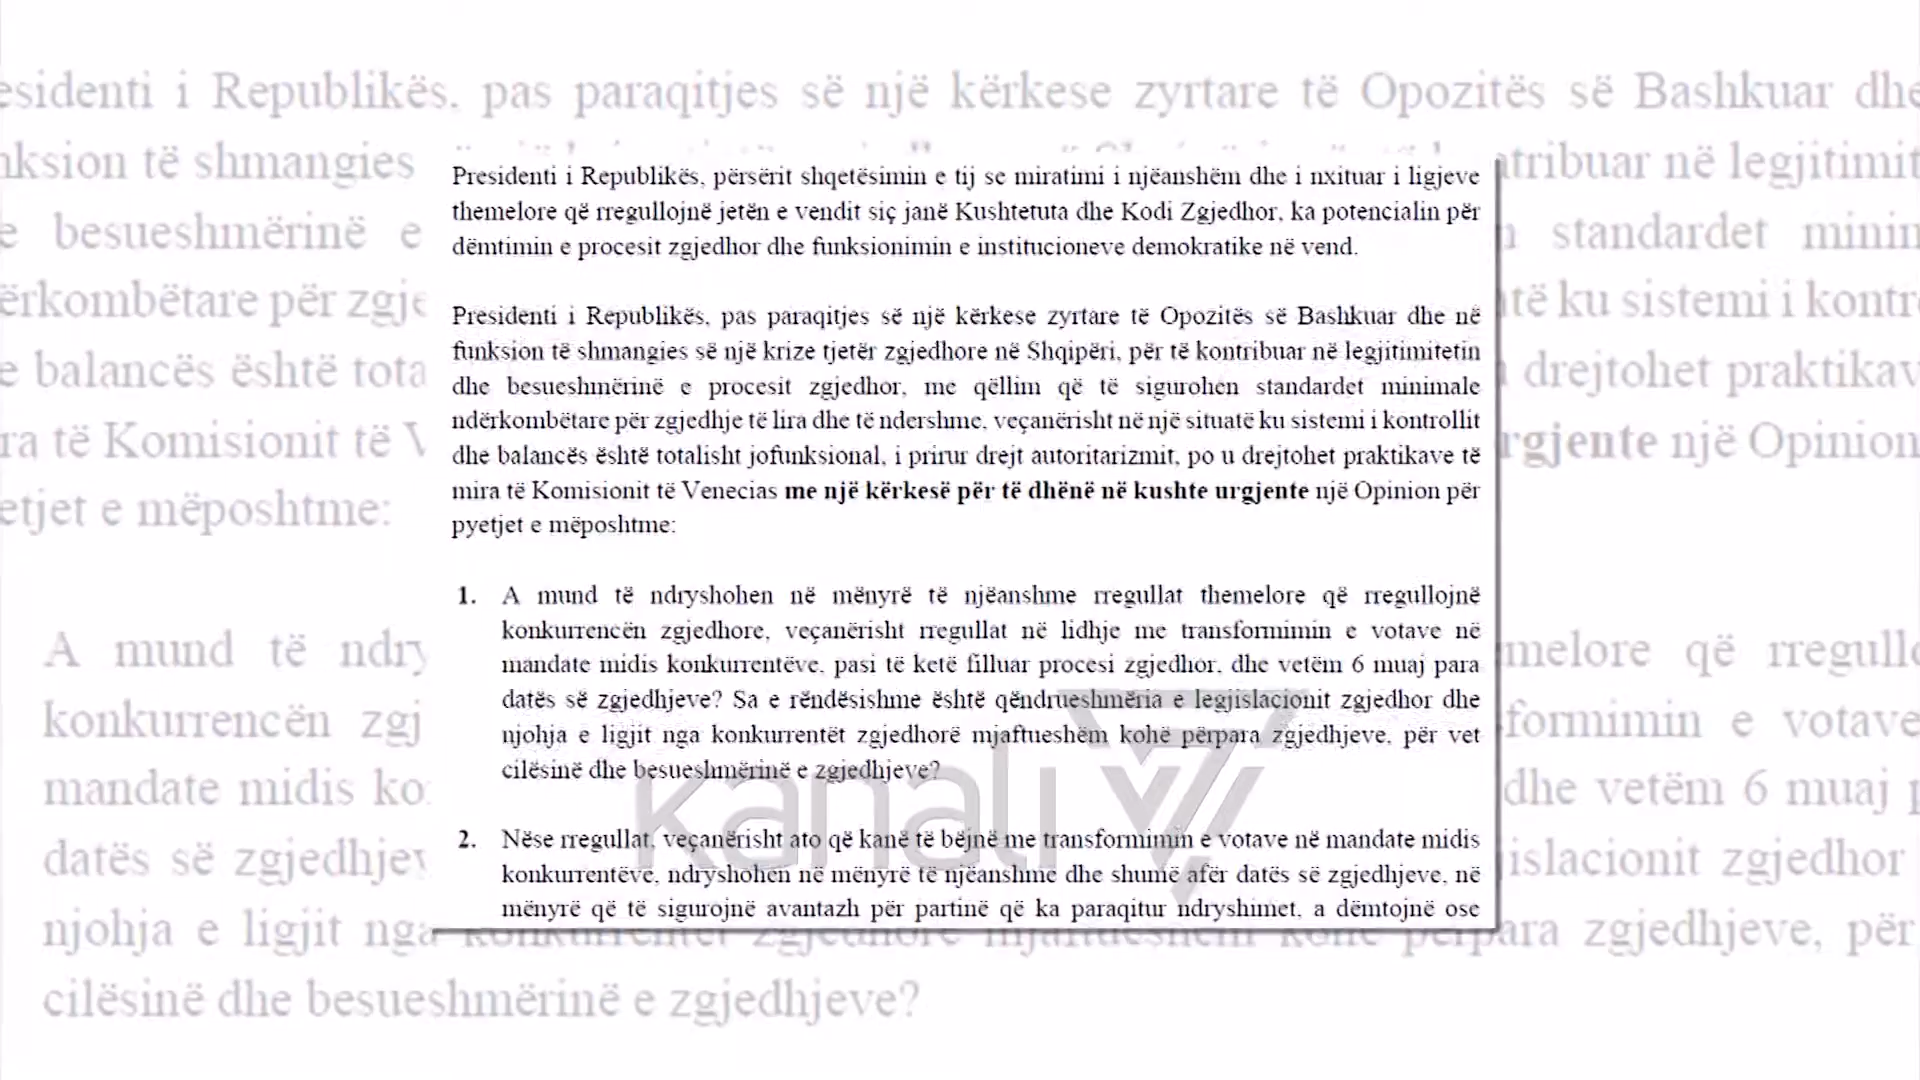 Presidenti i Republikës, përsërit shqetësimin e tij se miratimi i njëanshëm dhe i nxituar i ligjeve
themelore që rregullojnë jetën e vendit siç janë Kushtetuta dhe Kodi Zgjedhor, ka potencialin për
dëmtimin e procesit zgjedhor dhe funksionimin e institucioneve demokratike në vend.
Presidenti i Republikës, pas paraqitjes së një kërkese zyrtare të Opozitës së Bashkuar dhe në
funksion të shmangies së një krize tjetër zgjedhore në Shqipëri, për të kontribuar në legjitimitetin
dhe besueshmërinë e procesit zgjedhor, me qëllim që të sigurohen standardet minimale
ndërkombëtare për zgjedhje të lira dhe të ndershme, veçanërisht në një situatë ku sistemi i kontrollit
dhe balancës është totalisht jofunksional, i prirur drejt autoritarizmit, po u drejtohet praktikave të
mira të Komisionit të Venecias me një kërkesë për të dhënë në kushte urgjente një Opinion për
pyetjet e mëposhtme:
1. A mund të ndryshohen në mënyrë të njëanshme rregullat themelore që rregullojnë
konkurrencën zgjedhore, veçanërisht rregullat në lidhje me transformimin e votave në
mandate midis konkurrentëve, pasi të ketë filluar procesi zgjedhor, dhe vetëm 6 muaj para
datës së zgjedhjeve? Sa e rëndësishme është qëndrueshmëria e legjislacionit zgjedhor dhe
njohja e ligjit nga konkurrentët zgjedhorë mjaftueshëm kohë përpara zgjedhjeve, për vet
cilësinë dhe besueshmërinë e zgjedhjeve?
2. Nëse rregullat, veçanërisht ato që kanë të bëjnë me transformimin e votave në mandate midis
konkurrentëve, ndryshohen në mënyrë të njëanshme dhe shumë afër datës së zgjedhjeve, në
mënyrë që të sigurojnë avantazh për partinë që ka paraqitur ndryshimet, a dëmtojnë ose
kanali 7